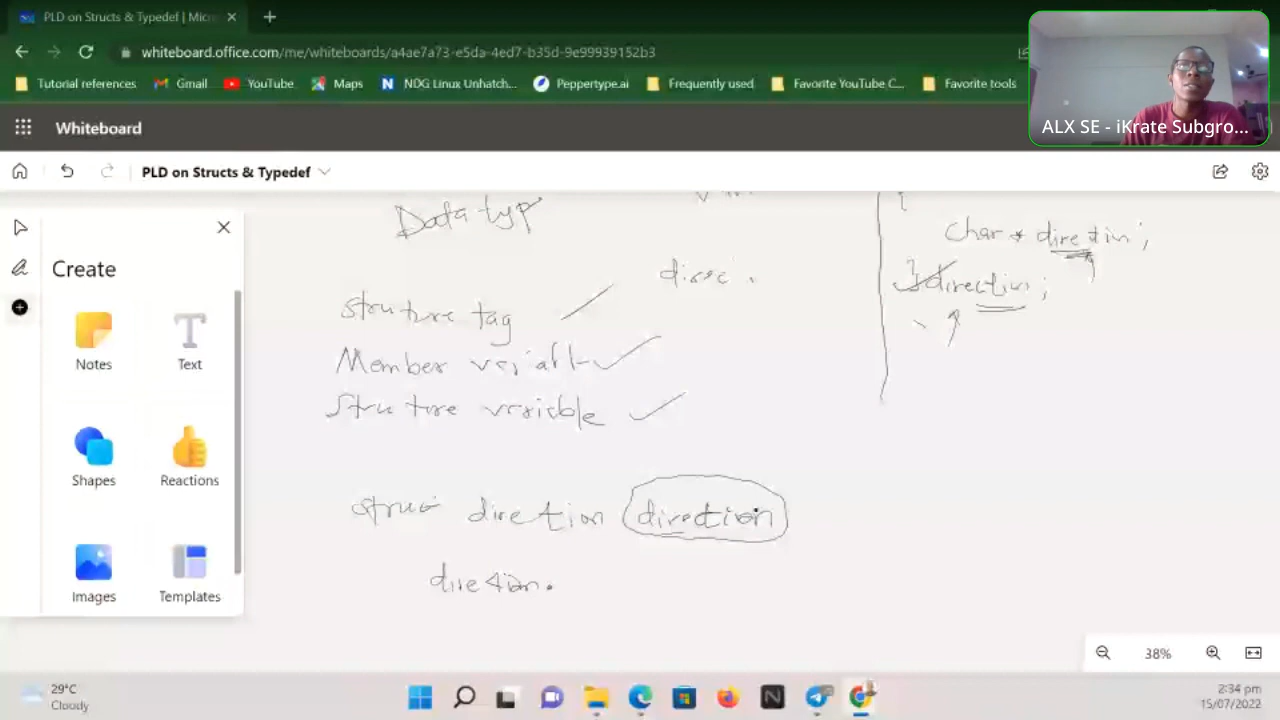 PLD on Structs & Typedef | Micr
whiteboard.office.com/me/whiteboards/a4ae7a73-e5da-4ed7-b35d-9e99939152b3
Tutorial references
Gmail
YouTube
Maps
NDG Linux Unhatch...
Peppertype.ai
Frequently used
Favorite YouTube C...
Favorite tools
ALX SE - iKrate Subgro...
Whiteboard
PLD on Structs & Typedef
Create
Notes
Text
Shapes
Reactions
Images
Templates
Data typ
char * direction;
} direction;
direc .
structure tag
Member variable
Structure variable
struct direction direction
direction.
38%
29°C
Cloudy
2:34 pm
15/07/2022